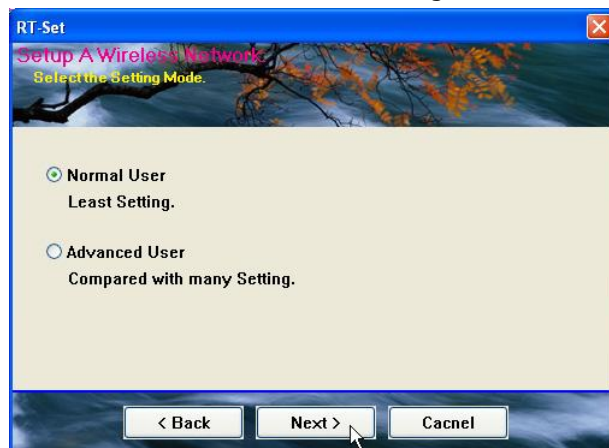 RT-Set
Setup A Wireless Network.
Select the Setting Mode.
Normal User
Least Setting.
Advanced User
Compared with many Setting.
< Back
Next >
Cacnel